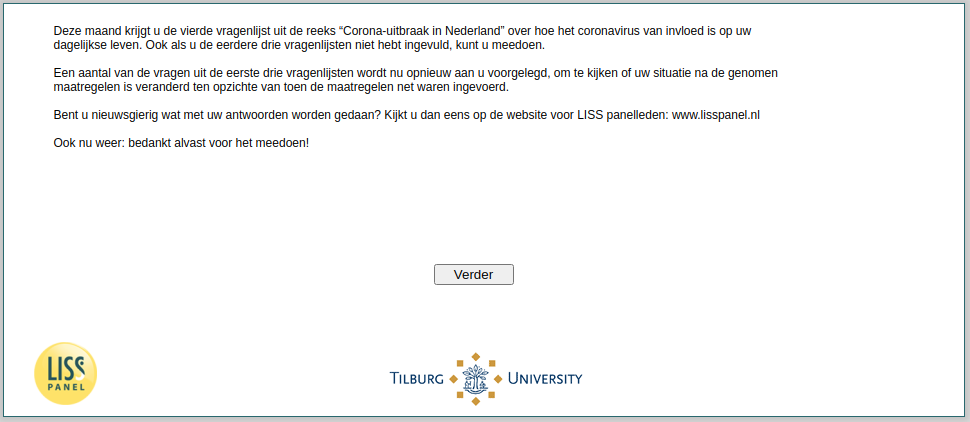 Deze maand krijgt u de vierde vragenlijst uit de reeks “Corona-uitbraak in Nederland” over hoe het coronavirus van invloed is op uw
dagelijkse leven. Ook als u de eerdere drie vragenlijsten niet hebt ingevuld, kunt u meedoen.
Een aantal van de vragen uit de eerste drie vragenlijsten wordt nu opnieuw aan u voorgelegd, om te kijken of uw situatie na de genomen
maatregelen is veranderd ten opzichte van toen de maatregelen net waren ingevoerd.
Bent u nieuwsgierig wat met uw antwoorden worden gedaan? Kijkt u dan eens op de website voor LISS panelleden: www.lisspanel.nl
Ook nu weer: bedankt alvast voor het meedoen!
Verder
LISS
PANEL
TILBURG UNIVERSITY